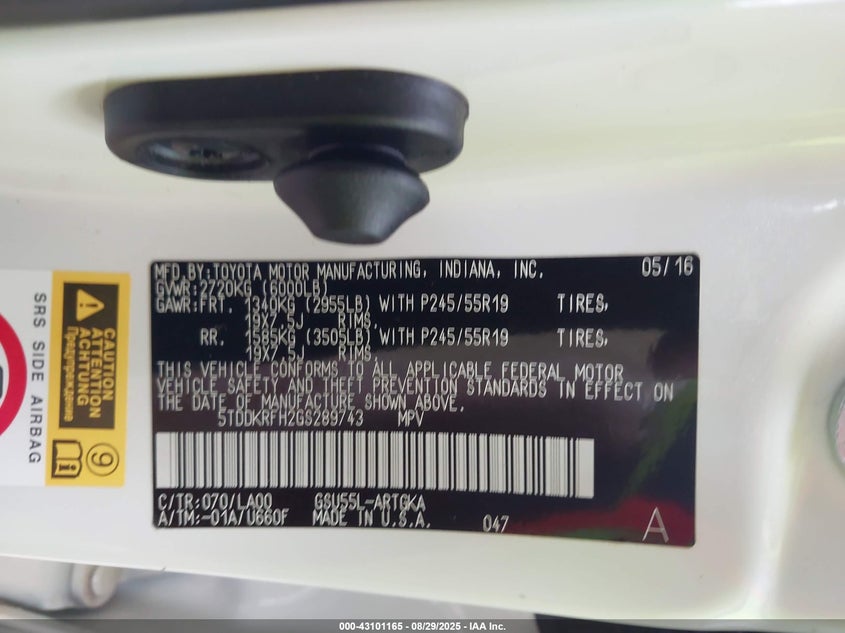 MFD.BY:TOYOTA MOTOR MANUFACTURING, INDIANA, INC. 05/16
GVWR:2720KG (6000LB)
GAWR:FRT. 1340KG (2955LB) WITH P245/55R19 TIRES,
19X7.5J RIMS,
RR. 1585KG (3505LB) WITH P245/55R19 TIRES,
19X7.5J RIMS.
THIS VEHICLE CONFORMS TO ALL APPLICABLE FEDERAL MOTOR
VEHICLE SAFETY AND THEFT PREVENTION STANDARDS IN EFFECT ON
THE DATE OF MANUFACTURE SHOWN ABOVE.
5TDDKRFH2GS289743 MPV
C/TR:070/LA00 GSU55L-ARTGKA
A/TM:-01A/U660F MADE IN U.S.A. 047
A
CAUTION
ATTENTION
ACHTUNG
Предупреждение
9
SRS SIDE AIRBAG
000-43101165 - 08/29/2025 - IAA Inc.